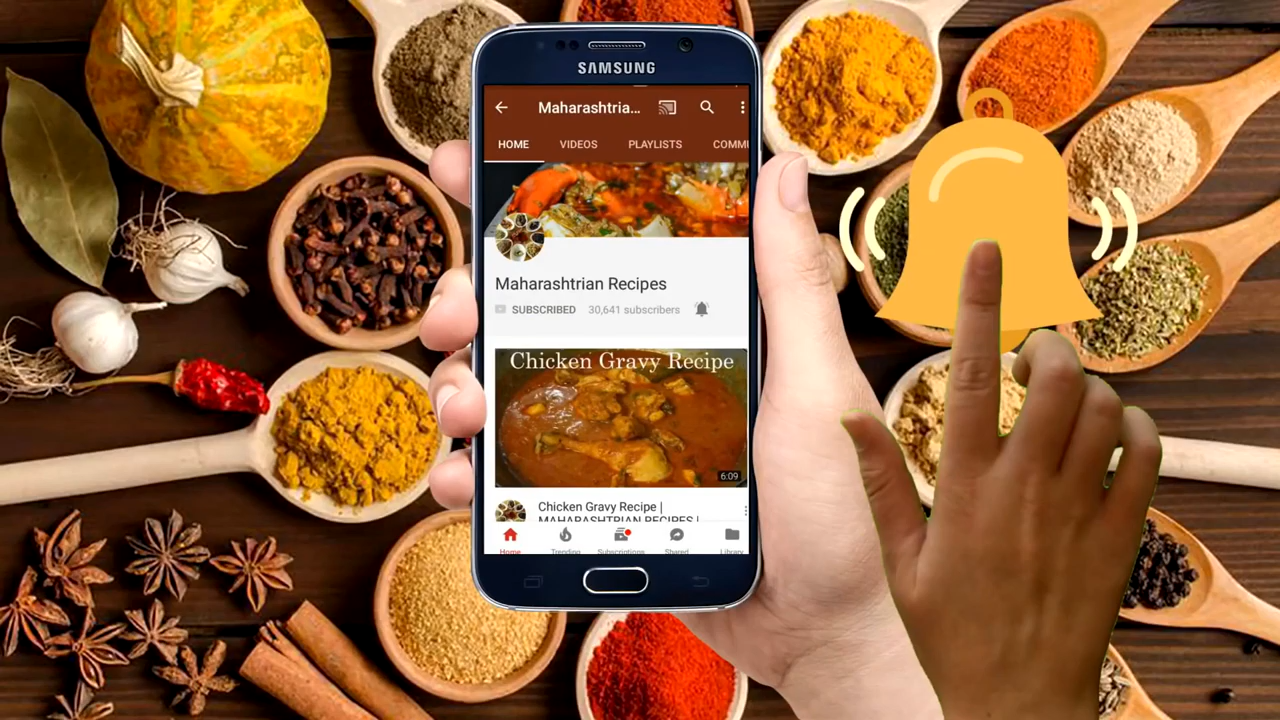 SAMSUNG
Maharashtria...
HOME VIDEOS PLAYLISTS COMMU
Maharashtrian Recipes
SUBSCRIBED 30,641 subscribers
Chicken Gravy Recipe
6:09
Chicken Gravy Recipe |
MAHARASHTRIAN RECIPES |
Home Trending Subscriptions Shared Library